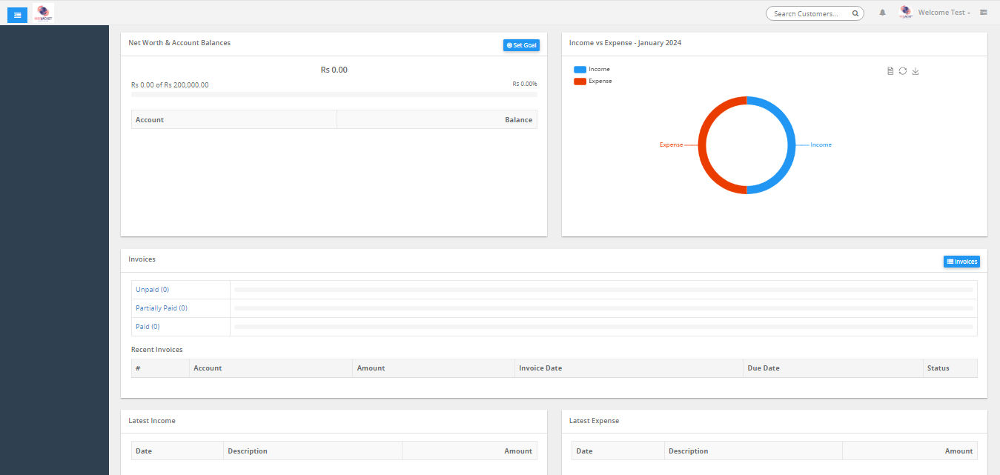 Search Customers...
Welcome Test
Net Worth & Account Balances
Set Goal
Rs 0.00
Rs 0.00 of Rs 200,000.00
Rs 0.00%
Account Balance
Income vs Expense - January 2024
Income
Expense
Expense
Income
Invoices
Invoices
Unpaid (0)
Partially Paid (0)
Paid (0)
Recent Invoices
# Account Amount Invoice Date Due Date Status
Latest Income
Date Description Amount
Latest Expense
Date Description Amount